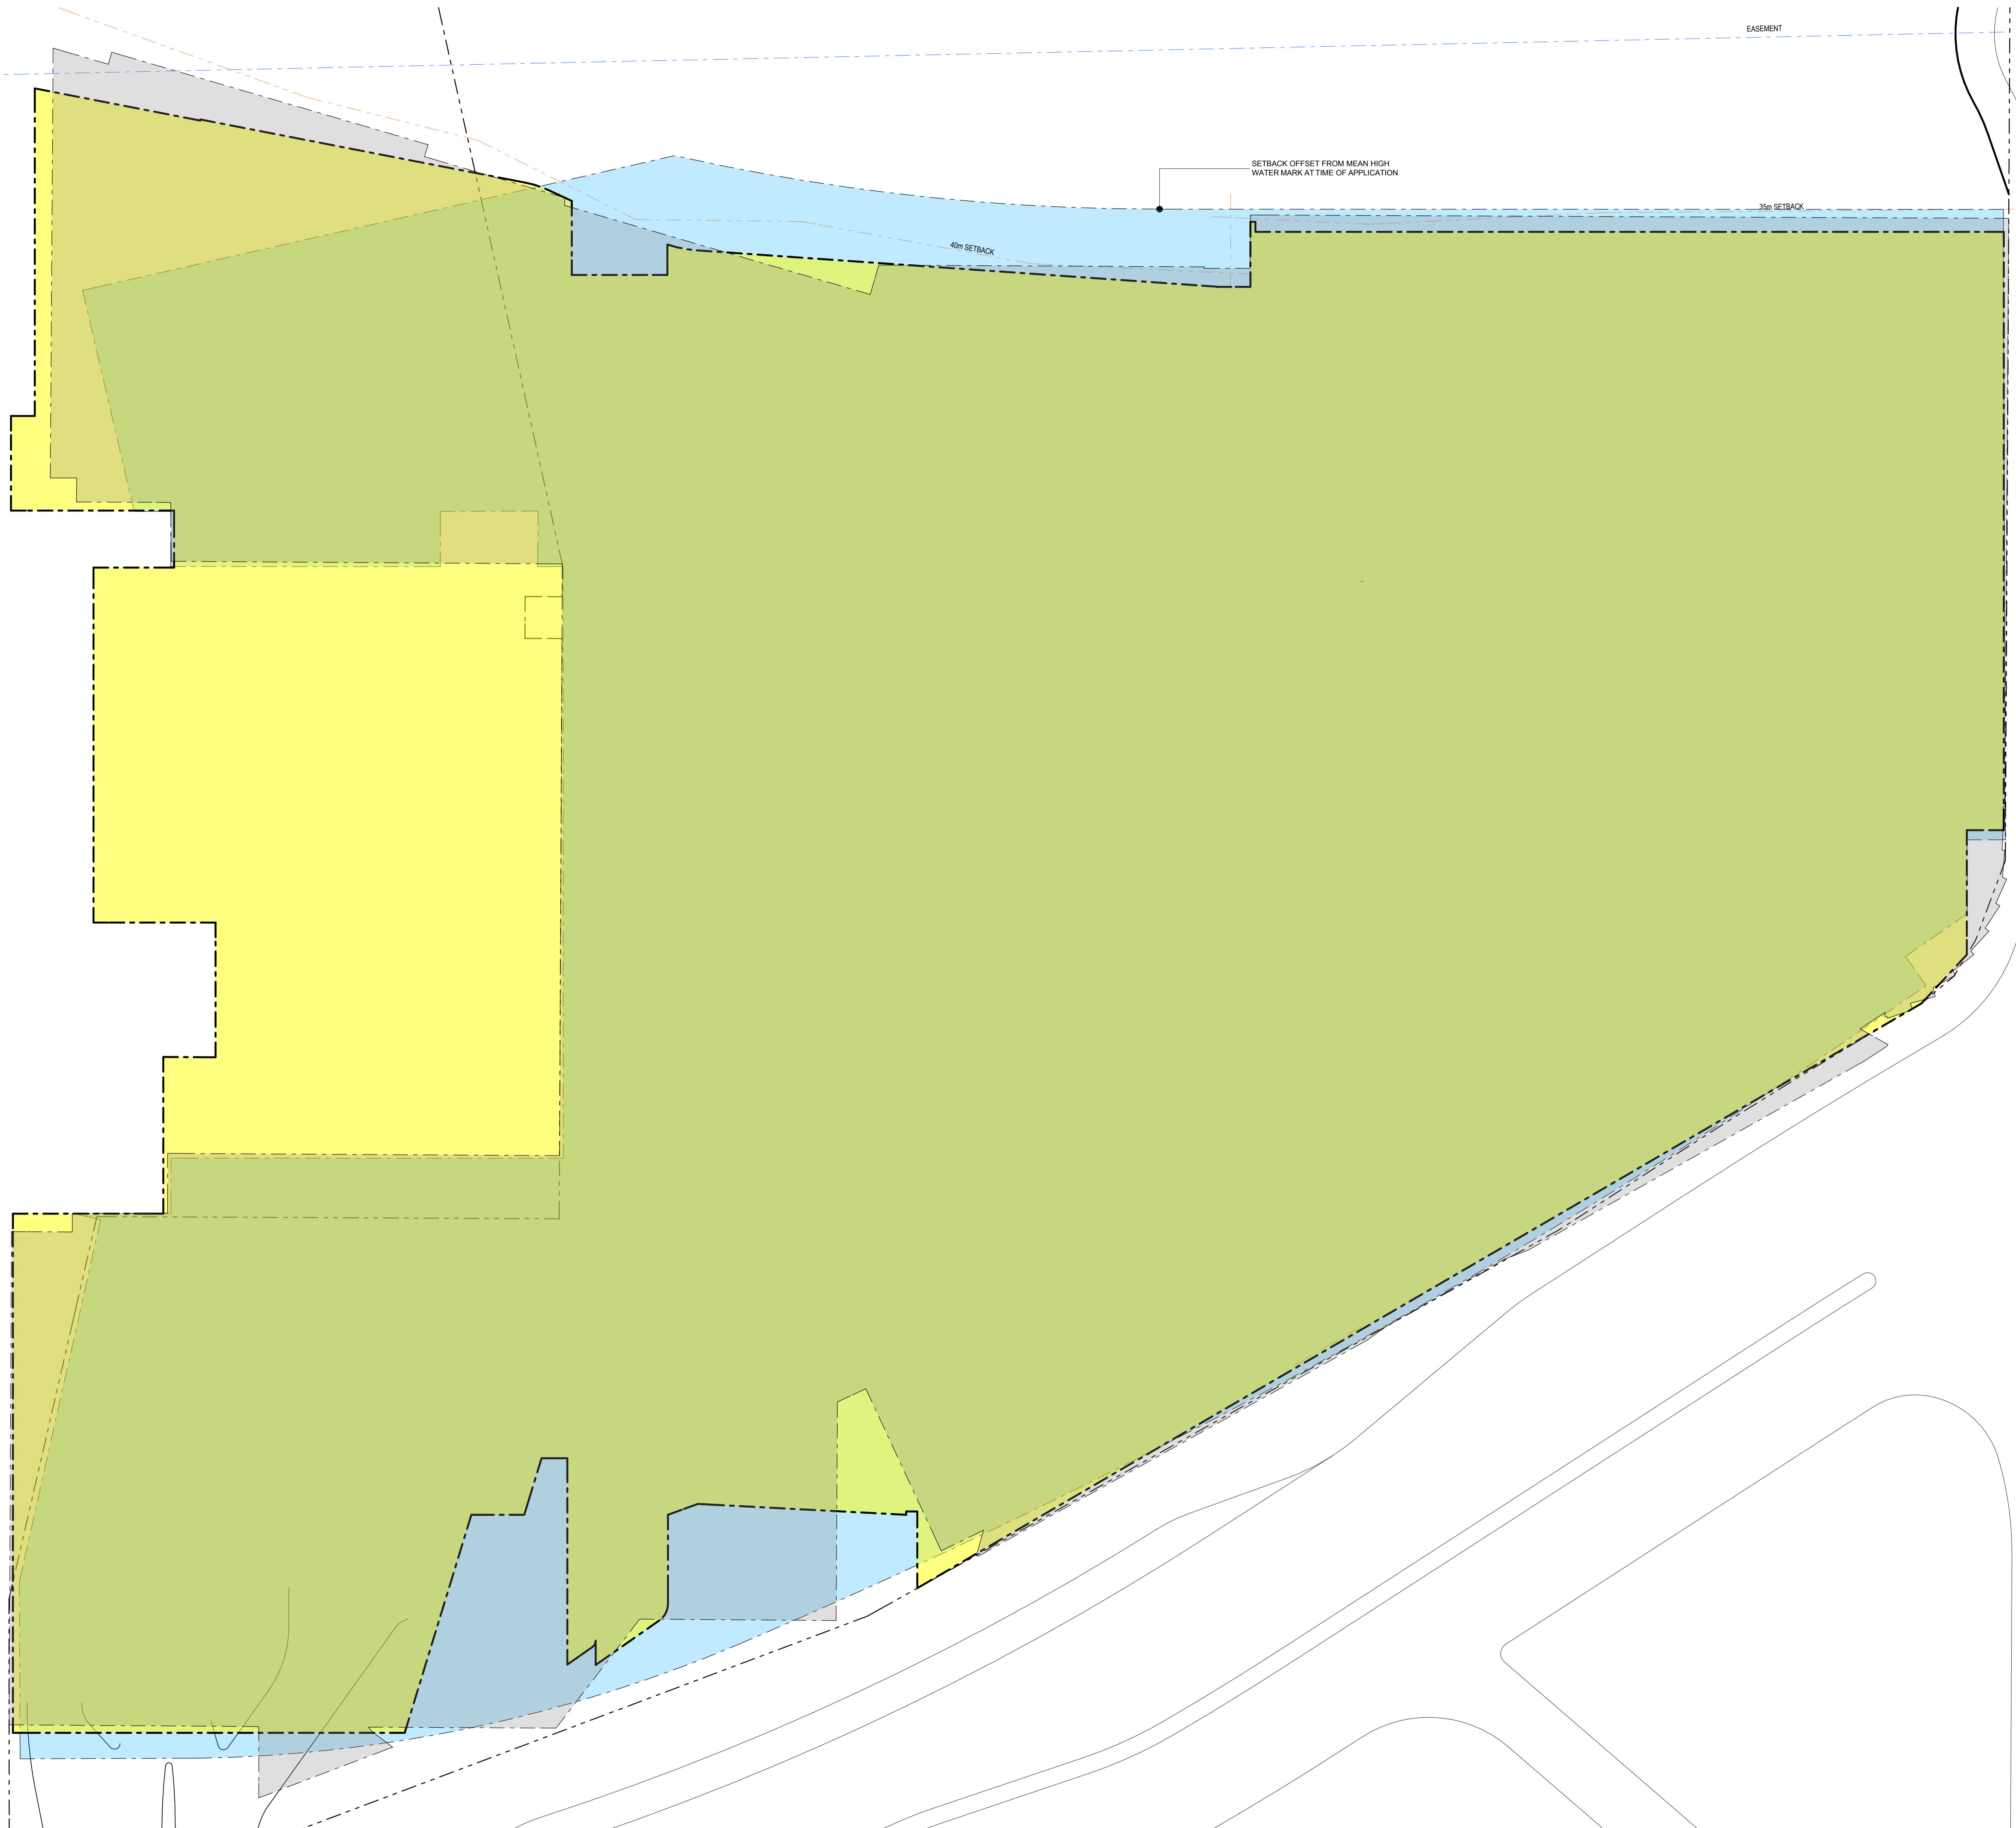 EASEMENT
SETBACK OFFSET FROM MEAN HIGH
WATER MARK AT TIME OF APPLICATION
35m SETBACK
40m SETBACK